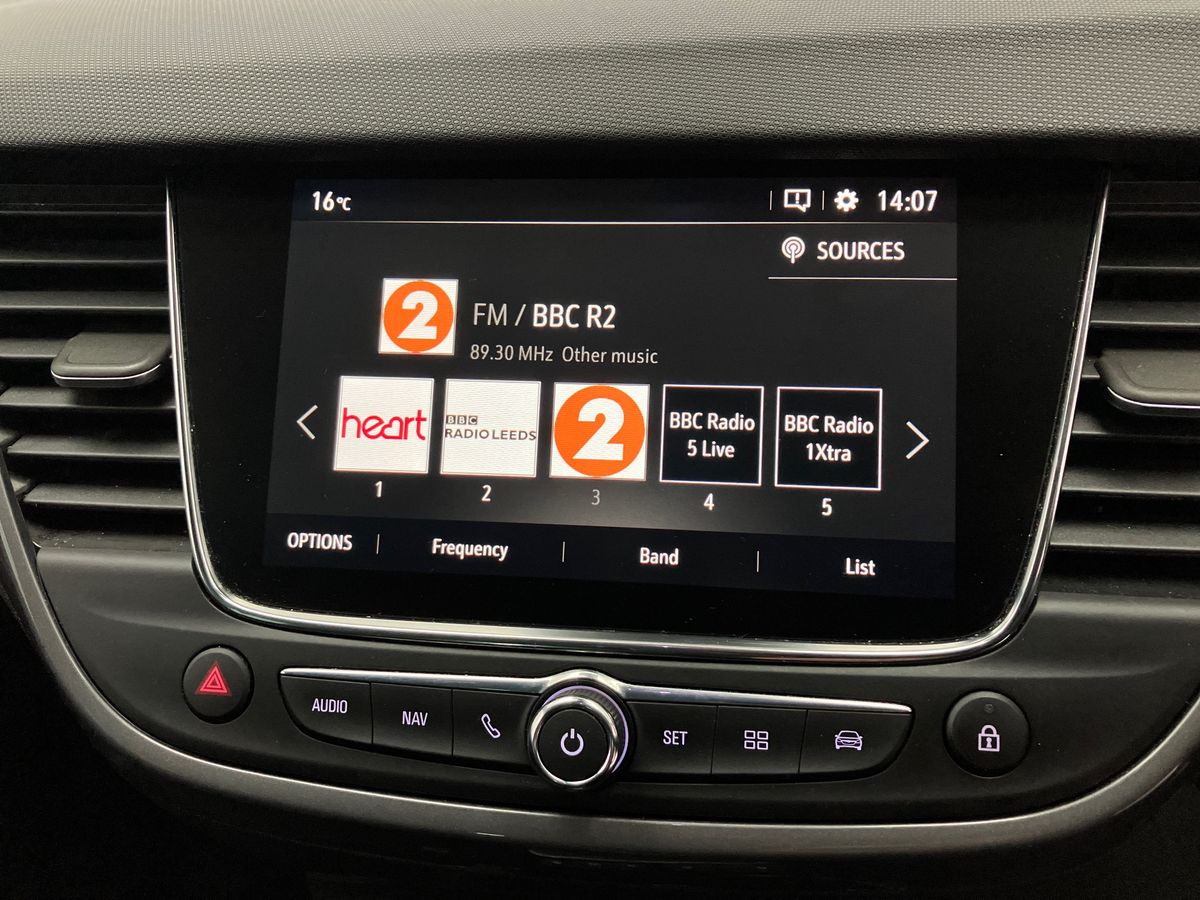 16°C
14:07
SOURCES
2
FM / BBC R2
89.30 MHz Other music
heart
BBC
RADIO LEEDS
2
BBC Radio
5 Live
BBC Radio
1Xtra
1
2
3
4
5
OPTIONS
Frequency
Band
List
AUDIO
NAV
SET